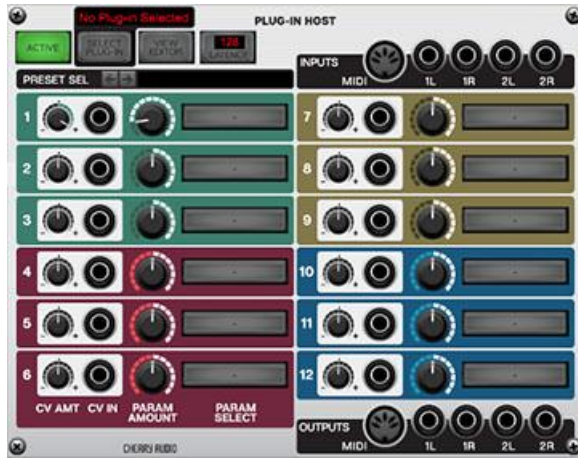 No Plug-in Selected
PLUG-IN HOST
ACTIVE
SELECT
PLUG-IN
VIEW
EDITOR
128
LATENCY
INPUTS
MIDI 1L 1R 2L 2R
PRESET SEL
1
2
3
4
5
6
CV AMT CV IN PARAM AMOUNT PARAM SELECT
7
8
9
10
11
12
OUTPUTS
MIDI 1L 1R 2L 2R
CHERRY AUDIO